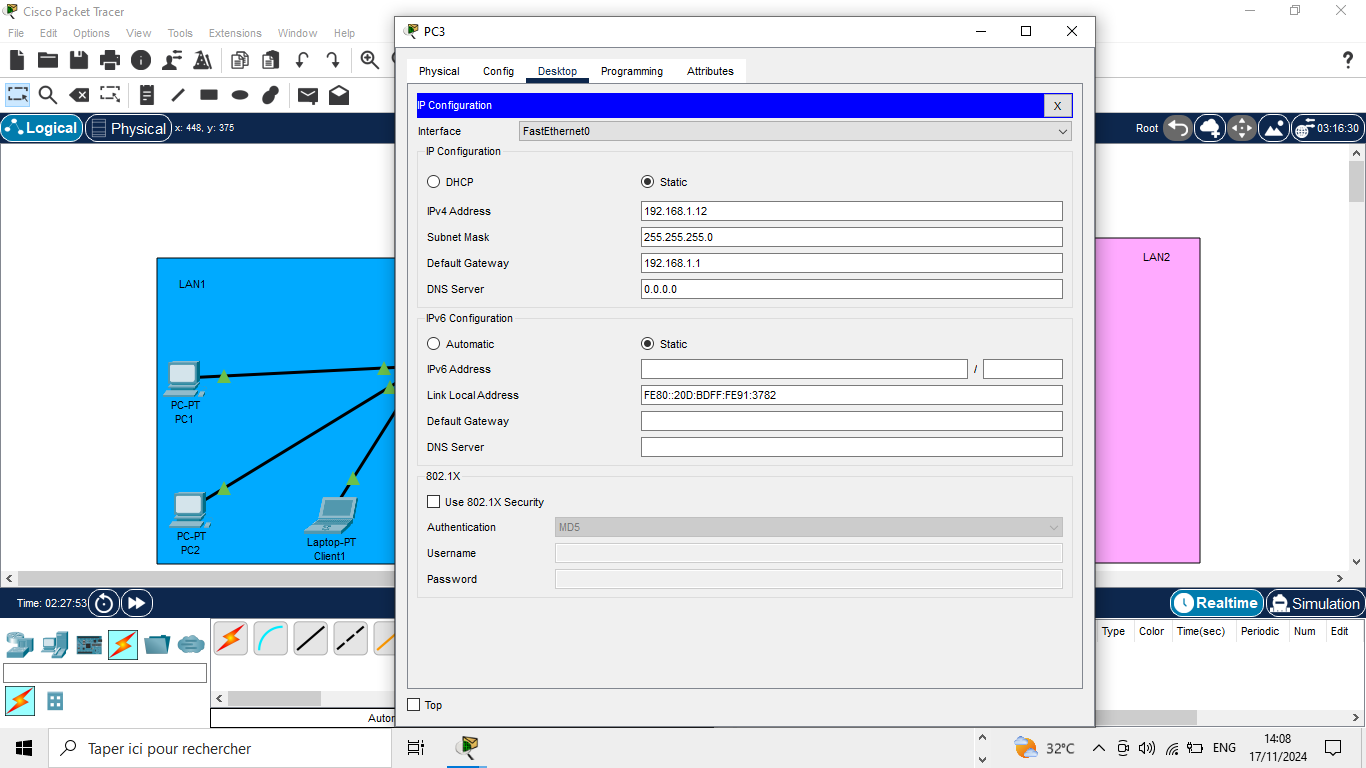 Cisco Packet Tracer
File Edit Options View Tools Extensions Window Help
Logical Physical x: 448, y: 375
Root 03:16:30
LAN1
PC-PT
PC1
PC-PT
PC2
Laptop-PT
Client1
LAN2
PC3
Physical Config Desktop Programming Attributes
IP Configuration X
Interface FastEthernet0
IP Configuration
DHCP Static
IPv4 Address 192.168.1.12
Subnet Mask 255.255.255.0
Default Gateway 192.168.1.1
DNS Server 0.0.0.0
IPv6 Configuration
Automatic Static
IPv6 Address /
Link Local Address FE80::20D:BDFF:FE91:3782
Default Gateway
DNS Server
802.1X
Use 802.1X Security
Authentication MD5
Username
Password
Top
Time: 02:27:53
Realtime Simulation
Autor
Type Color Time(sec) Periodic Num Edit
Taper ici pour rechercher
32°C ENG
14:08
17/11/2024